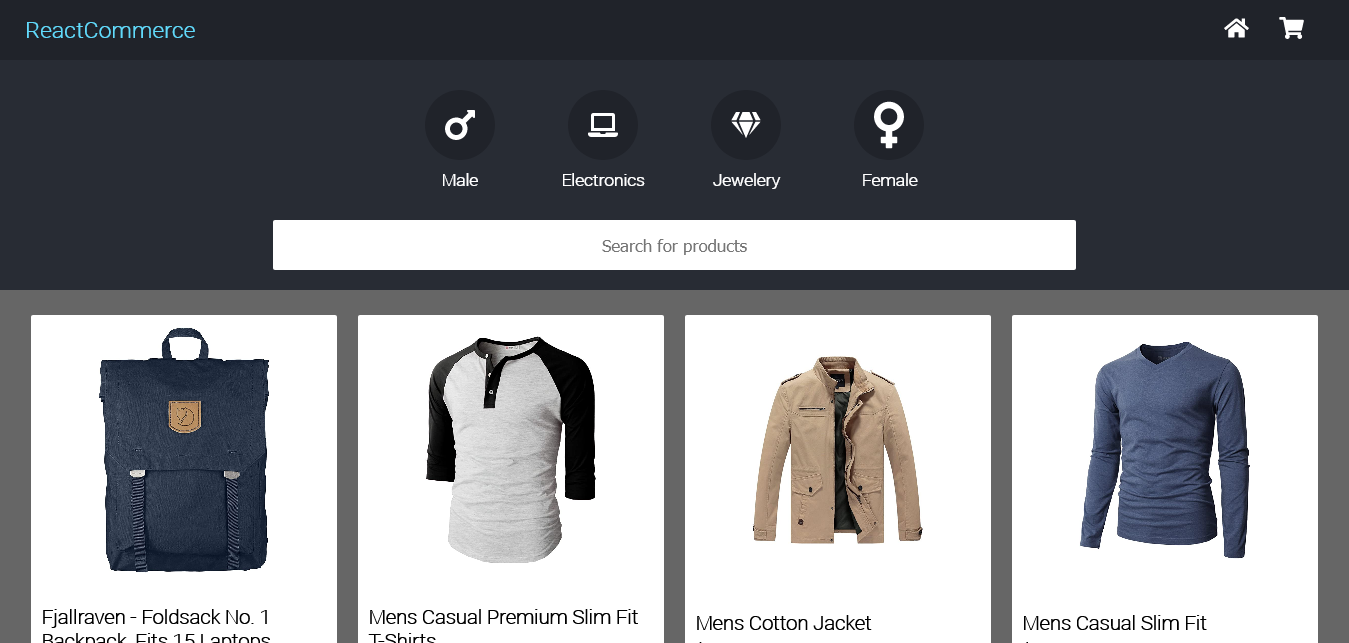 ReactCommerce
Male
Electronics
Jewelery
Female
Search for products
Fjallraven - Foldsack No. 1
Backpack, Fits 15 Laptops
Mens Casual Premium Slim Fit
T-Shirts
Mens Cotton Jacket
Mens Casual Slim Fit